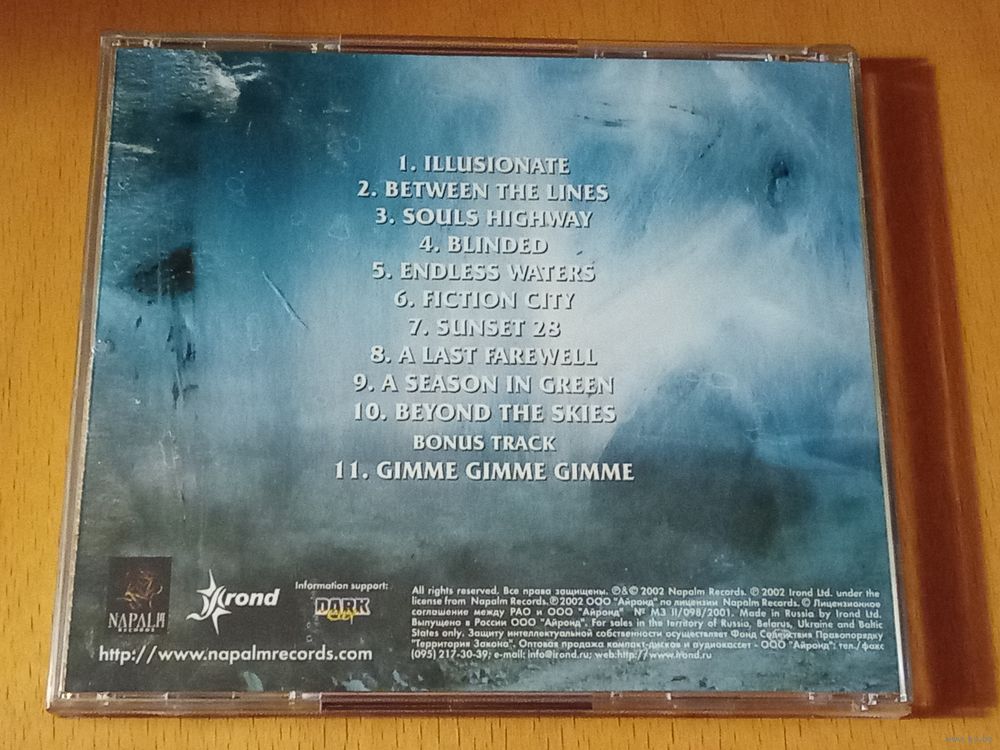 1. ILLUSIONATE
2. BETWEEN THE LINES
3. SOULS HIGHWAY
4. BLINDED
5. ENDLESS WATERS
6. FICTION CITY
7. SUNSET 28
8. A LAST FAREWELL
9. A SEASON IN GREEN
10. BEYOND THE SKIES
BONUS TRACK
11. GIMME GIMME GIMME
NAPALM
RECORDS
Irond
Information support:
DARK
City
http://www.napalmrecords.com
All rights reserved. Все права защищены. ℗&© 2002 Napalm Records. ℗ 2002 Irond Ltd. under the
license from Napalm Records.℗ 2002 ООО "Айронд" по лицензии Napalm Records. © Лицензионное
соглашение между РАО и ООО "Айронд" № МЗ II/098/2001. Made in Russia by Irond Ltd.
Выпущено в России ООО "Айронд". For sales in the territory of Russia, Belarus, Ukraine and Baltic
States only. Защиту интеллектуальной собственности осуществляет Фонд Содействия Правопорядку
"Территория Закона". Оптовая продажа компакт-дисков и аудиокассет - ООО "Айронд": тел./факс
(095) 217-30-39; e-mail: info@irond.ru; web:http://www.irond.ru